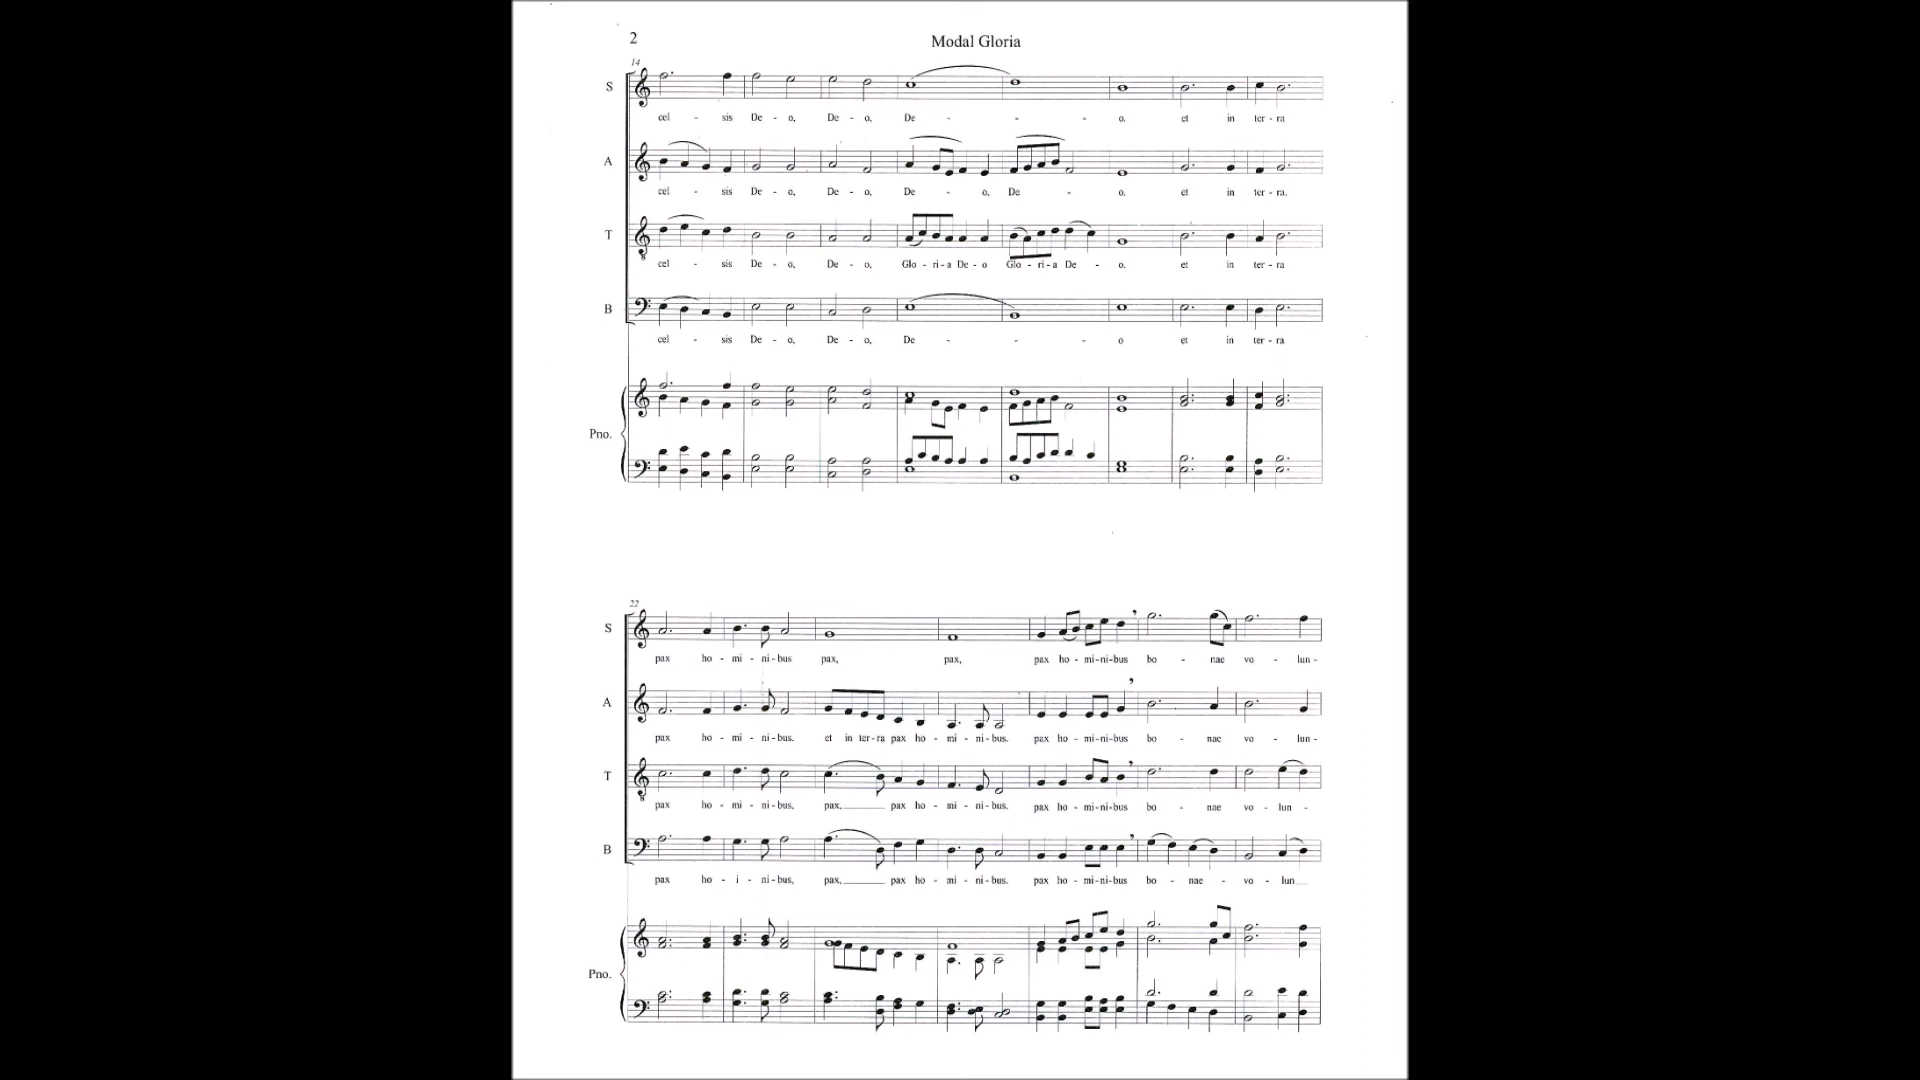 2
Modal Gloria
14
S
cel - sis De - o, De - o, De - - - o. et in ter - ra
A
cel - sis De - o, De - o, De - o, De - o. et in ter - ra.
T
cel - sis De - o, De - o, Glo - ri - a De - o Glo - ri - a De - o. et in ter - ra
B
cel - sis De - o, De - o, De - - - o et in ter - ra
Pno.
22
S
pax ho - mi - ni - bus pax, pax, pax ho - mi - ni - bus bo - nae vo - lun -
A
pax ho - mi - ni - bus. et in ter - ra pax ho - mi - ni - bus. pax ho - mi - ni - bus bo - nae vo - lun -
T
pax ho - mi - ni - bus, pax, pax ho - mi - ni - bus. pax ho - mi - ni - bus bo - nae vo - lun -
B
pax ho - i - ni - bus, pax, pax ho - mi - ni - bus. pax ho - mi - ni - bus bo - nae - vo - lun
Pno.